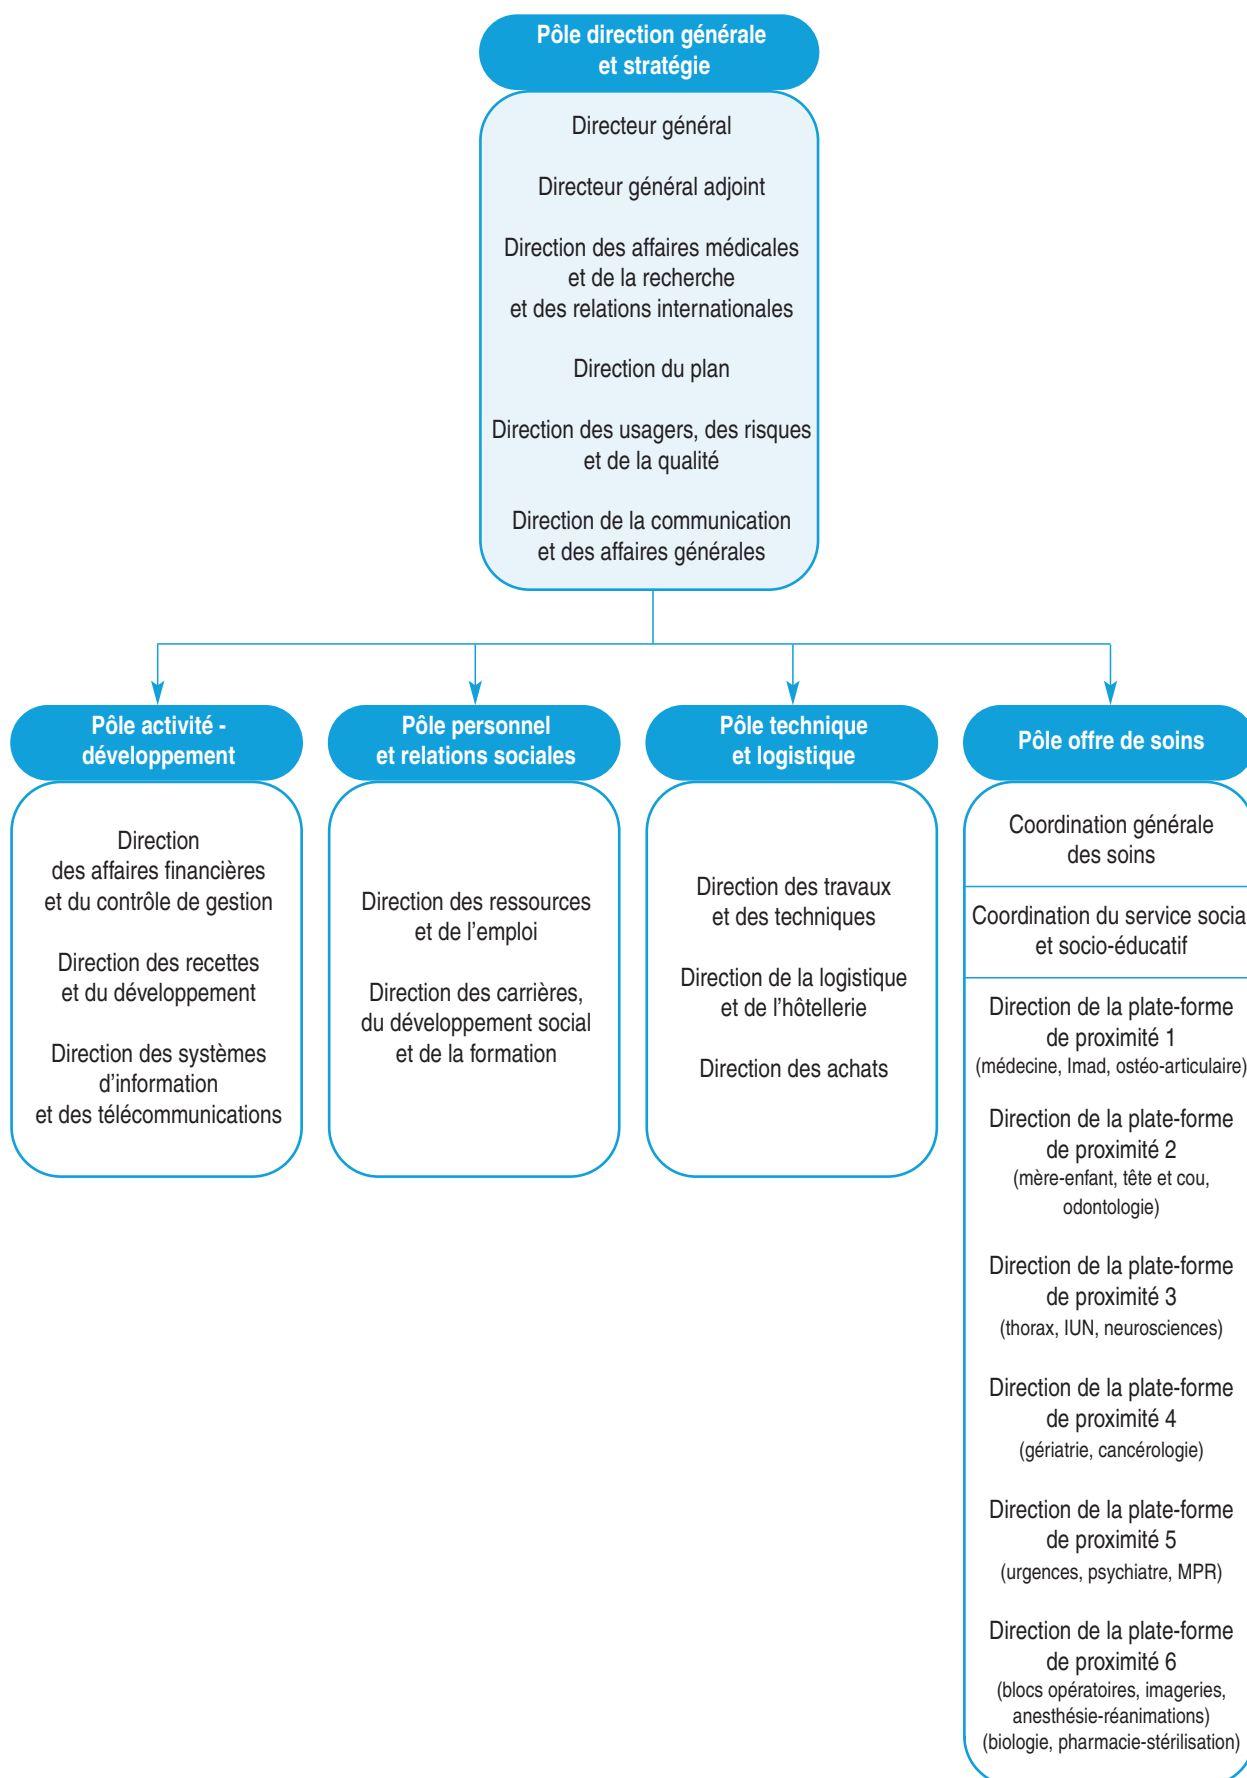 Pôle direction générale
et stratégie
Directeur général
Directeur général adjoint
Direction des affaires médicales
et de la recherche
et des relations internationales
Direction du plan
Direction des usagers, des risques
et de la qualité
Direction de la communication
et des affaires générales
Pôle activité -
développement
Direction
des affaires financières
et du contrôle de gestion
Direction des recettes
et du développement
Direction des systèmes
d'information
et des télécommunications
Pôle personnel
et relations sociales
Direction des ressources
et de l'emploi
Direction des carrières,
du développement social
et de la formation
Pôle technique
et logistique
Direction des travaux
et des techniques
Direction de la logistique
et de l'hôtellerie
Direction des achats
Pôle offre de soins
Coordination générale
des soins
Coordination du service socia
et socio-éducatif
Direction de la plate-forme
de proximité 1
(médecine, Imad, ostéo-articulaire)
Direction de la plate-forme
de proximité 2
(mère-enfant, tête et cou,
odontologie)
Direction de la plate-forme
de proximité 3
(thorax, IUN, neurosciences)
Direction de la plate-forme
de proximité 4
(gériatrie, cancérologie)
Direction de la plate-forme
de proximité 5
(urgences, psychiatre, MPR)
Direction de la plate-forme
de proximité 6
(blocs opératoires, imageries,
anesthésie-réanimations)
(biologie, pharmacie-stérilisation)